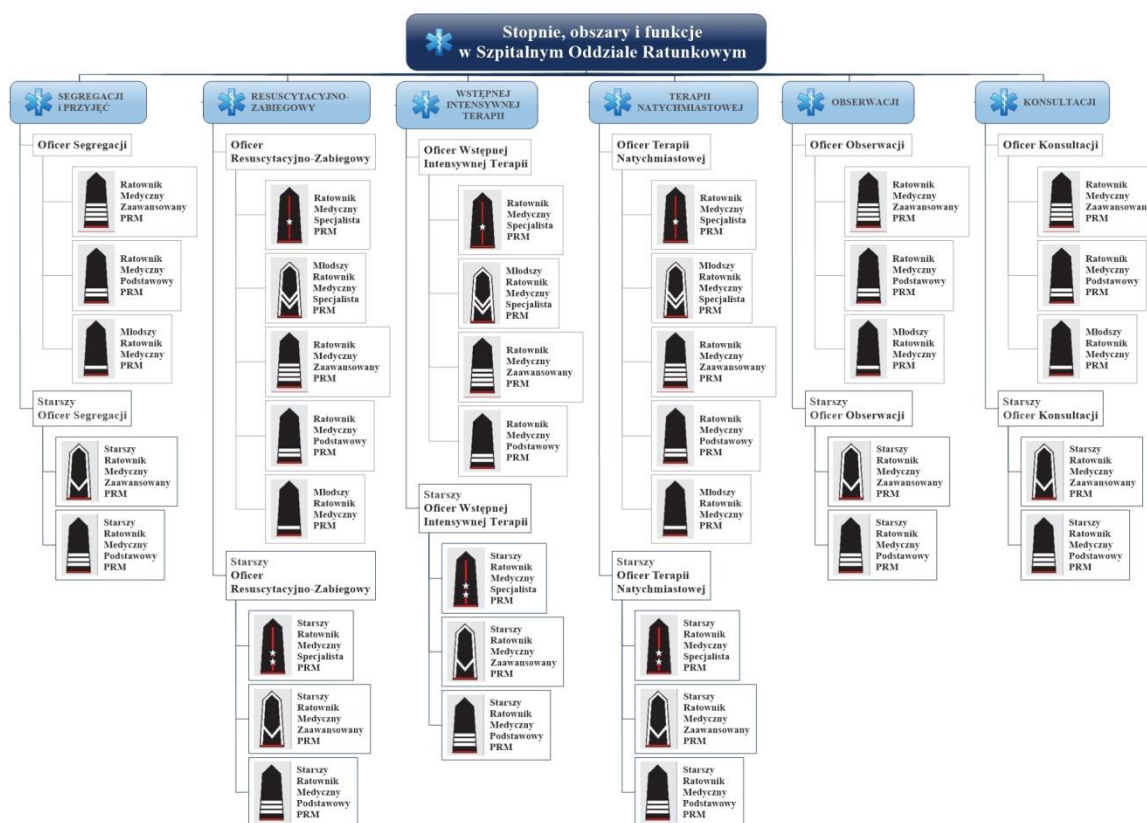 Stopnie, obszary i funkcje
w Szpitalnym Oddziale Ratunkowym
SEGREGACJI
i PRZYJĘĆ
Oficer Segregacji
Ratownik
Medyczny
Zaawansowany
PRM
Ratownik
Medyczny
Podstawowy
PRM
Młodszy
Ratownik
Medyczny
PRM
Starszy
Oficer Segregacji
Starszy
Ratownik
Medyczny
Zaawansowany
PRM
Starszy
Ratownik
Medyczny
Podstawowy
PRM
RESUSCYTACYJNO-
ZABIEGOWY
Oficer
Resuscytacyjno-Zabiegowy
Ratownik
Medyczny
Specjalista
PRM
Młodszy
Ratownik
Medyczny
Specjalista
PRM
Ratownik
Medyczny
Zaawansowany
PRM
Ratownik
Medyczny
Podstawowy
PRM
Młodszy
Ratownik
Medyczny
PRM
Starszy
Oficer
Resuscytacyjno-Zabiegowy
Starszy
Ratownik
Medyczny
Specjalista
PRM
Starszy
Ratownik
Medyczny
Zaawansowany
PRM
Starszy
Ratownik
Medyczny
Podstawowy
PRM
WSTĘPNEJ
INTENSYWNEJ
TERAPII
Oficer Wstępnej
Intensywnej Terapii
Ratownik
Medyczny
Specjalista
PRM
Młodszy
Ratownik
Medyczny
Specjalista
PRM
Ratownik
Medyczny
Zaawansowany
PRM
Ratownik
Medyczny
Podstawowy
PRM
Starszy
Oficer Wstępnej
Intensywnej Terapii
Starszy
Ratownik
Medyczny
Specjalista
PRM
Starszy
Ratownik
Medyczny
Zaawansowany
PRM
Starszy
Ratownik
Medyczny
Podstawowy
PRM
TERAPII
NATYCHMIASTOWEJ
Oficer Terapii
Natychmiastowej
Ratownik
Medyczny
Specjalista
PRM
Młodszy
Ratownik
Medyczny
Specjalista
PRM
Ratownik
Medyczny
Zaawansowany
PRM
Ratownik
Medyczny
Podstawowy
PRM
Młodszy
Ratownik
Medyczny
PRM
Starszy
Oficer Terapii
Natychmiastowej
Starszy
Ratownik
Medyczny
Specjalista
PRM
Starszy
Ratownik
Medyczny
Zaawansowany
PRM
Starszy
Ratownik
Medyczny
Podstawowy
PRM
OBSERWACJI
Oficer Obserwacji
Ratownik
Medyczny
Zaawansowany
PRM
Ratownik
Medyczny
Podstawowy
PRM
Młodszy
Ratownik
Medyczny
PRM
Starszy
Oficer Obserwacji
Starszy
Ratownik
Medyczny
Zaawansowany
PRM
Starszy
Ratownik
Medyczny
Podstawowy
PRM
KONSULTACJI
Oficer Konsultacji
Ratownik
Medyczny
Zaawansowany
PRM
Ratownik
Medyczny
Podstawowy
PRM
Młodszy
Ratownik
Medyczny
PRM
Starszy
Oficer Konsultacji
Starszy
Ratownik
Medyczny
Zaawansowany
PRM
Starszy
Ratownik
Medyczny
Podstawowy
PRM